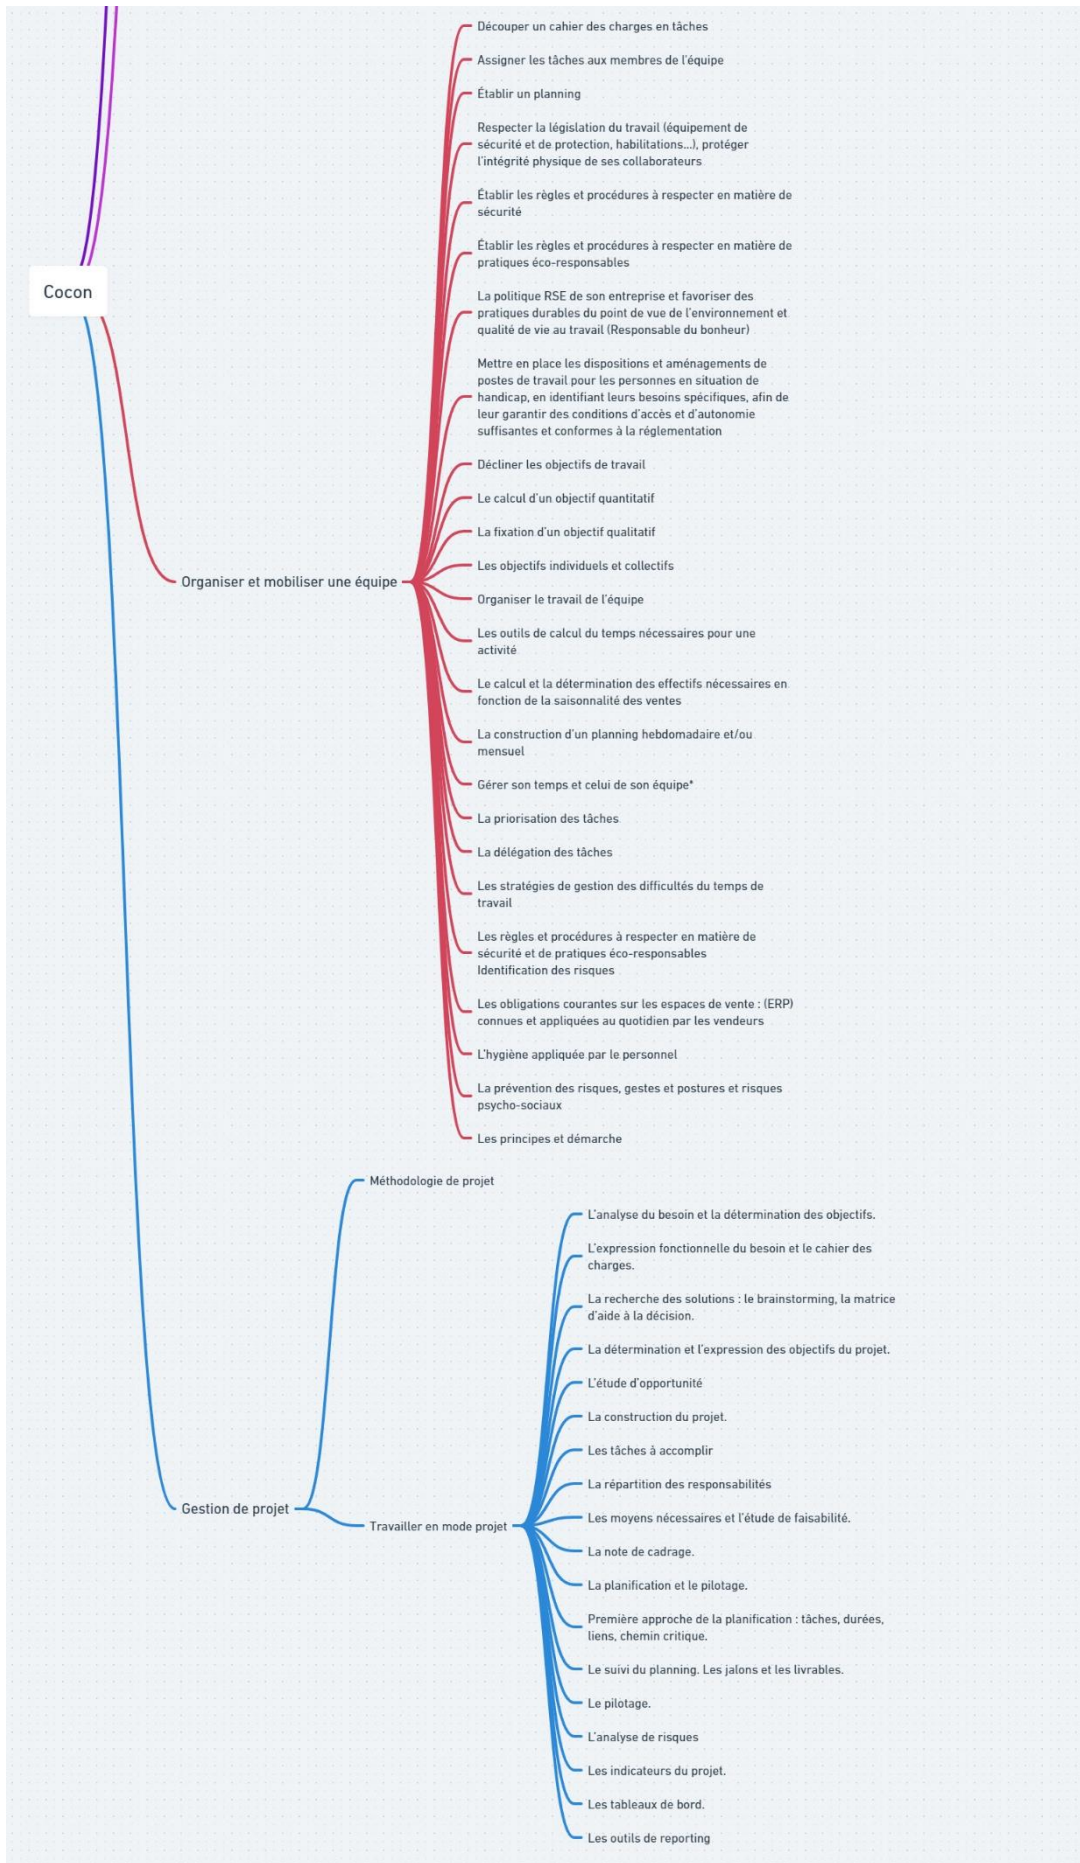 Découper un cahier des charges en tâches
Assigner les tâches aux membres de l'équipe
Établir un planning
Respecter la législation du travail (équipement de
sécurité et de protection, habilitations...), protéger
l'intégrité physique de ses collaborateurs
Établir les règles et procédures à respecter en matière de
sécurité
Établir les règles et procédures à respecter en matière de
pratiques éco-responsables
Cocon
La politique RSE de son entreprise et favoriser des
pratiques durables du point de vue de l'environnement et
qualité de vie au travail (Responsable du bonheur)
Mettre en place les dispositions et aménagements de
postes de travail pour les personnes en situation de
handicap, en identifiant leurs besoins spécifiques, afin de
leur garantir des conditions d'accès et d'autonomie
suffisantes et conformes à la réglementation
Décliner les objectifs de travail
Le calcul d'un objectif quantitatif
La fixation d'un objectif qualitatif
Les objectifs individuels et collectifs
Organiser et mobiliser une équipe
Organiser le travail de l'équipe
Les outils de calcul du temps nécessaires pour une
activité
Le calcul et la détermination des effectifs nécessaires en
fonction de la saisonnalité des ventes
La construction d'un planning hebdomadaire et/ou
mensuel
Gérer son temps et celui de son équipe*
La priorisation des tâches
La délégation des tâches
Les stratégies de gestion des difficultés du temps de
travail
Les règles et procédures à respecter en matière de
sécurité et de pratiques éco-responsables
Identification des risques
Les obligations courantes sur les espaces de vente : (ERP)
connues et appliquées au quotidien par les vendeurs
L'hygiène appliquée par le personnel
La prévention des risques, gestes et postures et risques
psycho-sociaux
Les principes et démarche
Méthodologie de projet
L'analyse du besoin et la détermination des objectifs.
L'expression fonctionnelle du besoin et le cahier des
charges.
La recherche des solutions : le brainstorming, la matrice
d'aide à la décision.
La détermination et l'expression des objectifs du projet.
L'étude d'opportunité
La construction du projet.
Les tâches à accomplir
La répartition des responsabilités
Gestion de projet
Travailler en mode projet
Les moyens nécessaires et l'étude de faisabilité.
La note de cadrage.
La planification et le pilotage.
Première approche de la planification : tâches, durées,
liens, chemin critique.
Le suivi du planning. Les jalons et les livrables.
Le pilotage.
L'analyse de risques
Les indicateurs du projet.
Les tableaux de bord.
Les outils de reporting